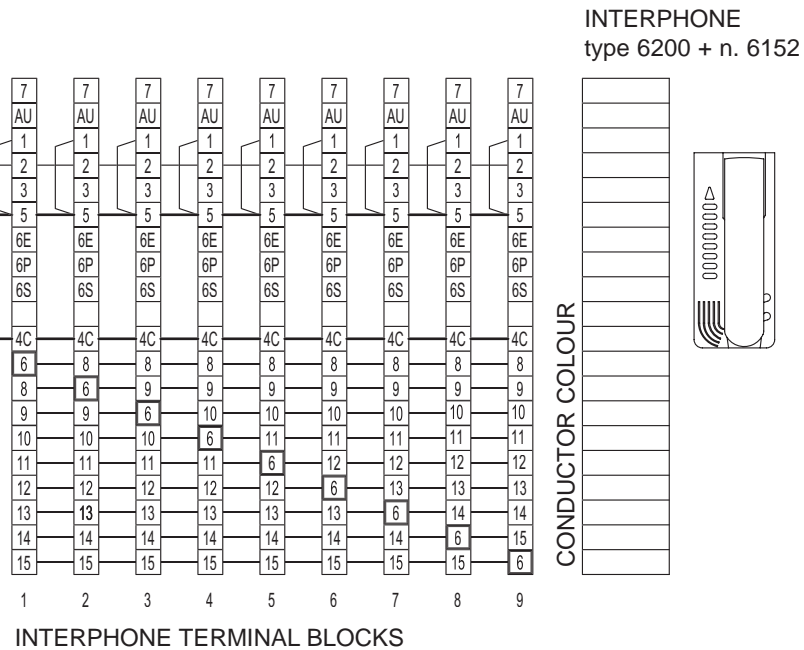 INTERPHONE
type 6200 + n. 6152
7 7 7 7 7 7 7 7 7
AU AU AU AU AU AU AU AU AU
1 1 1 1 1 1 1 1 1
2 2 2 2 2 2 2 2 2
3 3 3 3 3 3 3 3 3
5 5 5 5 5 5 5 5 5
6E 6E 6E 6E 6E 6E 6E 6E 6E
6P 6P 6P 6P 6P 6P 6P 6P 6P
6S 6S 6S 6S 6S 6S 6S 6S 6S
4C 4C 4C 4C 4C 4C 4C 4C 4C
6 8 8 8 8 8 8 8 8
8 6 9 9 9 9 9 9 9
9 9 6 10 10 10 10 10 10
10 10 10 6 11 11 11 11 11
11 11 11 11 6 12 12 12 12
12 12 12 12 12 6 13 13 13
13 13 13 13 13 13 6 14 14
14 14 14 14 14 14 14 6 15
15 15 15 15 15 15 15 15 6
1 2 3 4 5 6 7 8 9
INTERPHONE TERMINAL BLOCKS
CONDUCTOR COLOUR